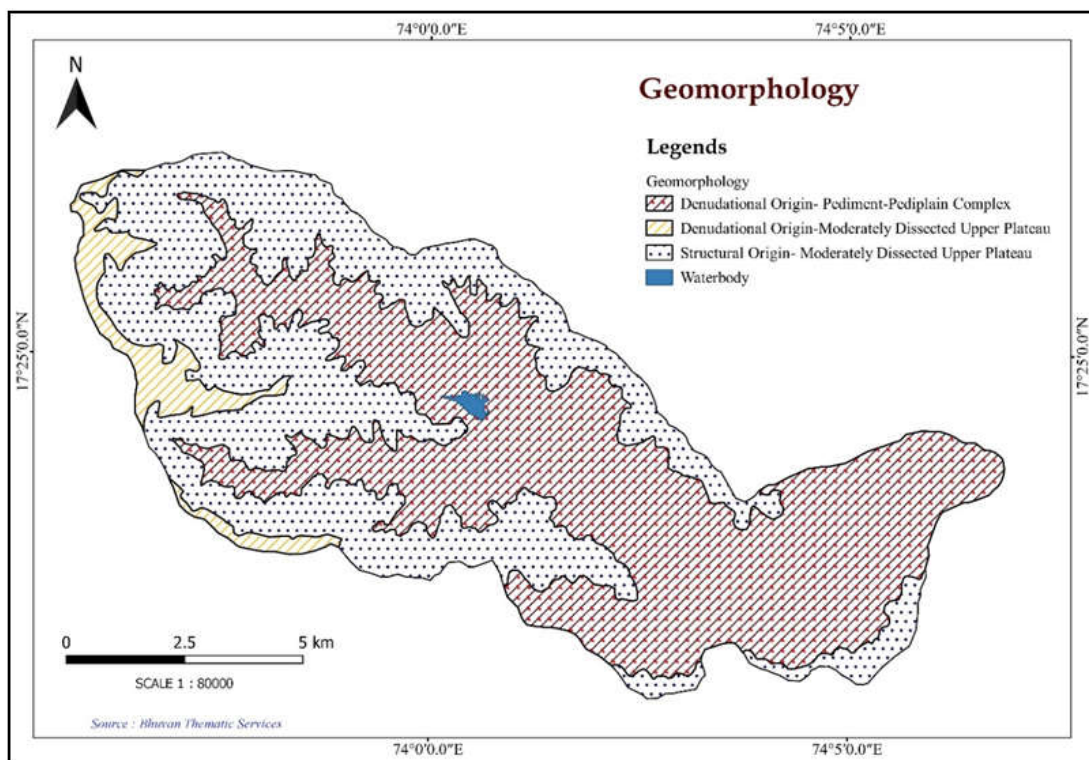 74°0'0.0"E 74°5'0.0"E
N
Geomorphology
Legends
Geomorphology
Denudational Origin- Pediment-Pediplain Complex
Denudational Origin-Moderately Dissected Upper Plateau
Structural Origin- Moderately Dissected Upper Plateau
Waterbody
17°25'0.0"N
17°25'0.0"N
0 2.5 5 km
SCALE 1 : 80000
Source : Bhuvan Thematic Services
74°0'0.0"E 74°5'0.0"E